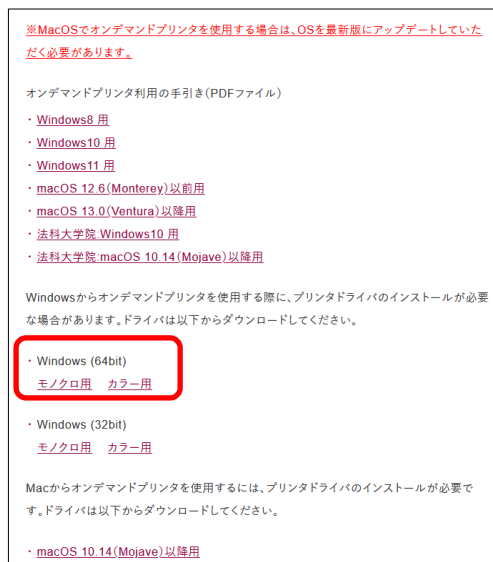 ※MacOSでオンデマンドプリンタを使用する場合は、OSを最新版にアップデートしていた
だく必要があります。
オンデマンドプリンタ利用の手引き(PDFファイル)
・Windows8 用
・Windows10 用
・Windows11 用
・macOS 12.6(Monterey)以前用
・macOS 13.0(Ventura)以降用
・法科大学院:Windows10 用
・法科大学院:macOS 10.14(Mojave)以降用
Windowsからオンデマンドプリンタを使用する際に、プリンタドライバのインストールが必要
な場合があります。ドライバは以下からダウンロードしてください。
・Windows (64bit)
モノクロ用 カラー用
・Windows (32bit)
モノクロ用 カラー用
Macからオンデマンドプリンタを使用するには、プリンタドライバのインストールが必要で
す。ドライバは以下からダウンロードしてください。
・macOS 10.14(Mojave)以降用